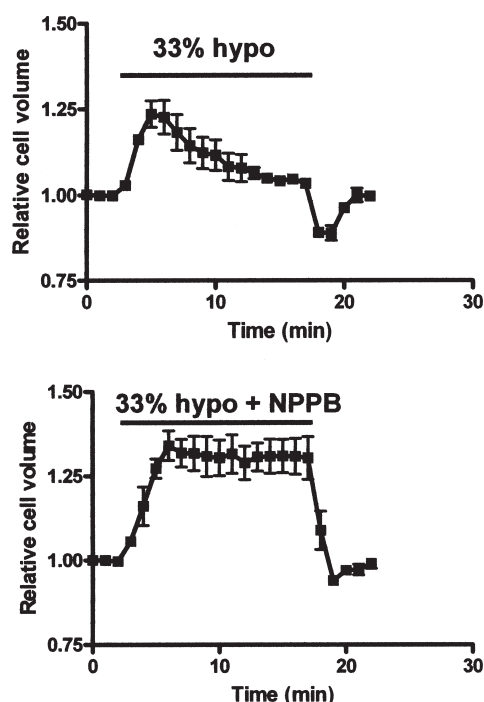 1.50
33% hypo
1.25
1.00
0.75
Relative cell volume
0 10 20 30
Time (min)
1.50
33% hypo + NPPB
1.25
1.00
0.75
Relative cell volume
0 10 20 30
Time (min)